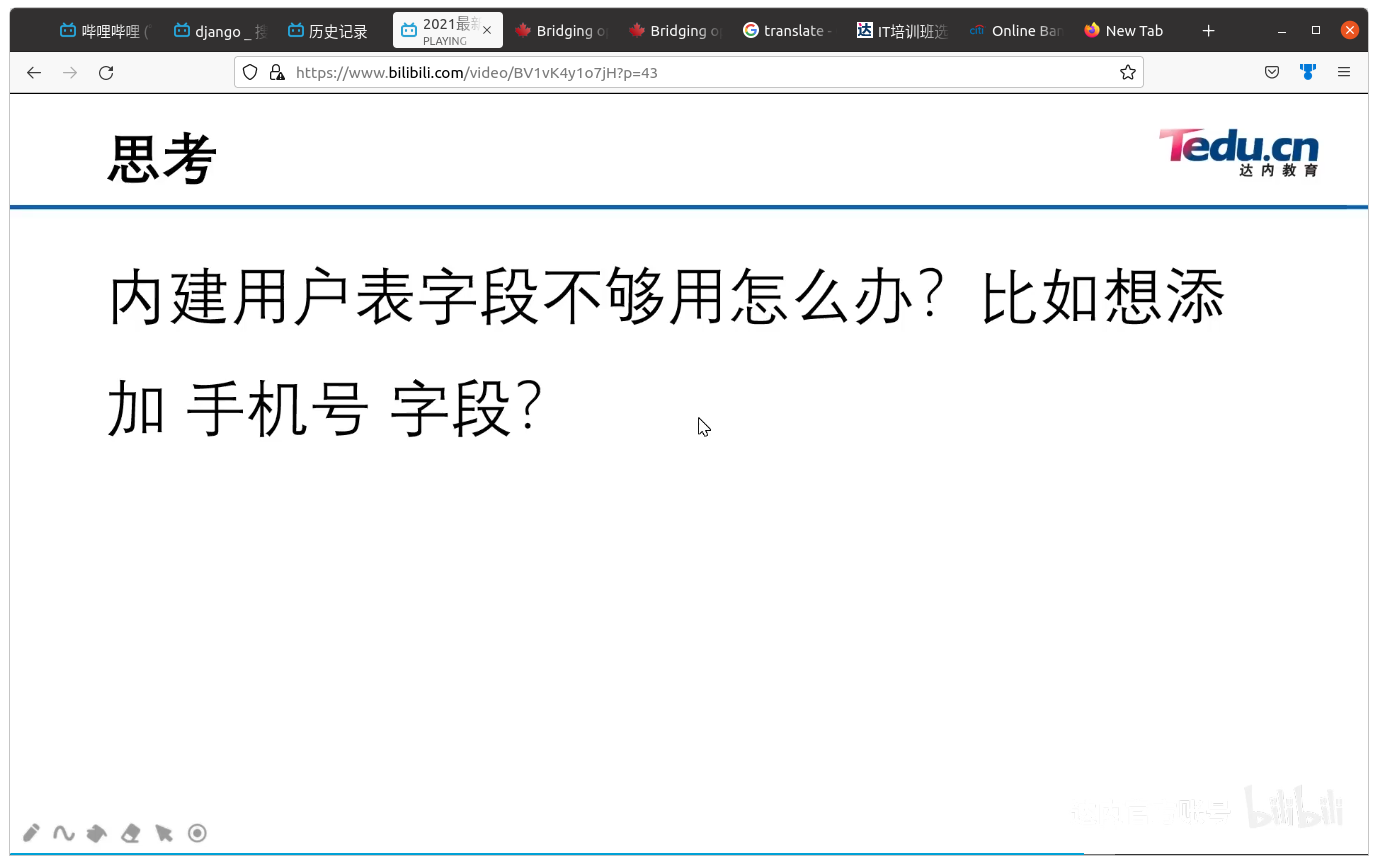 哔哩哔哩 (
django _ 搜
历史记录
2021最新
PLAYING
Bridging o
Bridging o
translate -
达 IT培训班选
citi Online Ban
New Tab
https://www.bilibili.com/video/BV1vK4y1o7jH?p=43
思考
Tedu.cn
达内教育
内建用户表字段不够用怎么办？比如想添
加 手机号 字段？
bilibili